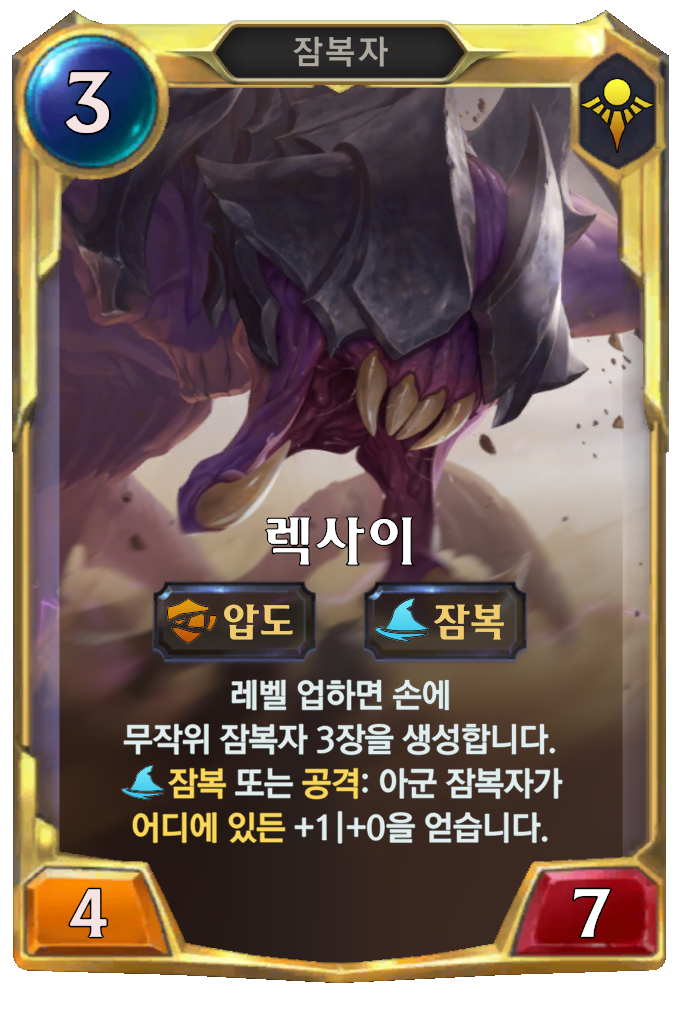 잠복자
3
렉사이
압도 잠복
레벨 업하면 손에
무작위 잠복자 3장을 생성합니다.
잠복 또는 공격: 아군 잠복자가
어디에 있든 +1|+0을 얻습니다.
4 7